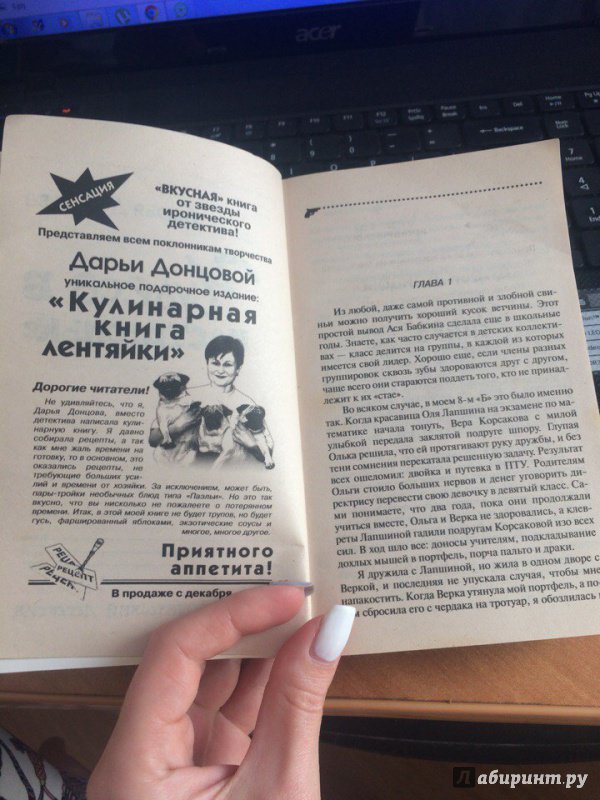 acer
СЕНСАЦИЯ
«ВКУСНАЯ» книга
от звезды
иронического
детектива!
Представляем всем поклонникам творчества
Дарьи Донцовой
уникальное подарочное издание:
«Кулинарная
книга
лентяйки»
Дорогие читатели!
Не удивляйтесь, что я,
Дарья Донцова, вместо
детектива написала кули-
нарную книгу. Я давно
собирала рецепты, а так
как мне жаль времени на
готовку, то в основном, это
оказались рецепты, не
требующие больших уси-
лий и времени от хозяйки. За исключением, может быть,
пары-тройки необычных блюд типа «Паэльи». Но это так
вкусно, что вы нисколько не пожалеете о потерянном
времени. Итак, в этой моей книге не будет трупов, но будет
гусь, фаршированный яблоками, экзотические соусы и
многое, многое другое.
РЕЦЕПТ
Приятного
аппетита!
В продаже с декабря
ГЛАВА 1
Из любой, даже самой противной и злобной сви-
ньи можно получить хороший кусок ветчины. Этот
простой вывод Ася Бабкина сделала еще в школьные
годы. Знаете, как часто случается в детских коллекти-
вах — класс делится на группы, в каждой из которых
имеется свой лидер. Хорошо еще, если члены разных
группировок сквозь зубы здороваются друг с другом,
чаще всего они стараются поддеть того, кто не принад-
лежит к их «стае».
Во всяком случае, в моем 8-м «Б» это было именно
так. Когда красавица Оля Лапшина на экзамене по ма-
тематике начала тонуть, Вера Корсакова с милой
улыбкой передала заклятой подруге шпору. Глупая
Олька решила, что ей протягивают руку дружбы, и без
тени сомнения перекатала решенную задачу. Результат
всех ошеломил: двойка и путевка в ПТУ. Родителям
Ольги стоило больших нервов и денег уговорить ди-
ректрису перевести свою девочку в девятый класс. Са-
ми понимаете, что два года, пока они продолжали
учиться вместе, Ольга и Верка не здоровались, а клев-
реты Лапшиной гадили подругам Корсаковой изо всех
сил. В ход шло все: доносы учителям, подкладывание
дохлых мышей в портфель, порча пальто и драки.
Я дружила с Лапшиной, но жила в одном дворе с
Веркой, и последняя не упускала случая, чтобы мне
напакостить. Когда Верка утянула мой портфель, а по-
сбросила его с чердака на тротуар, я обозлилась
Лабиринт.ру